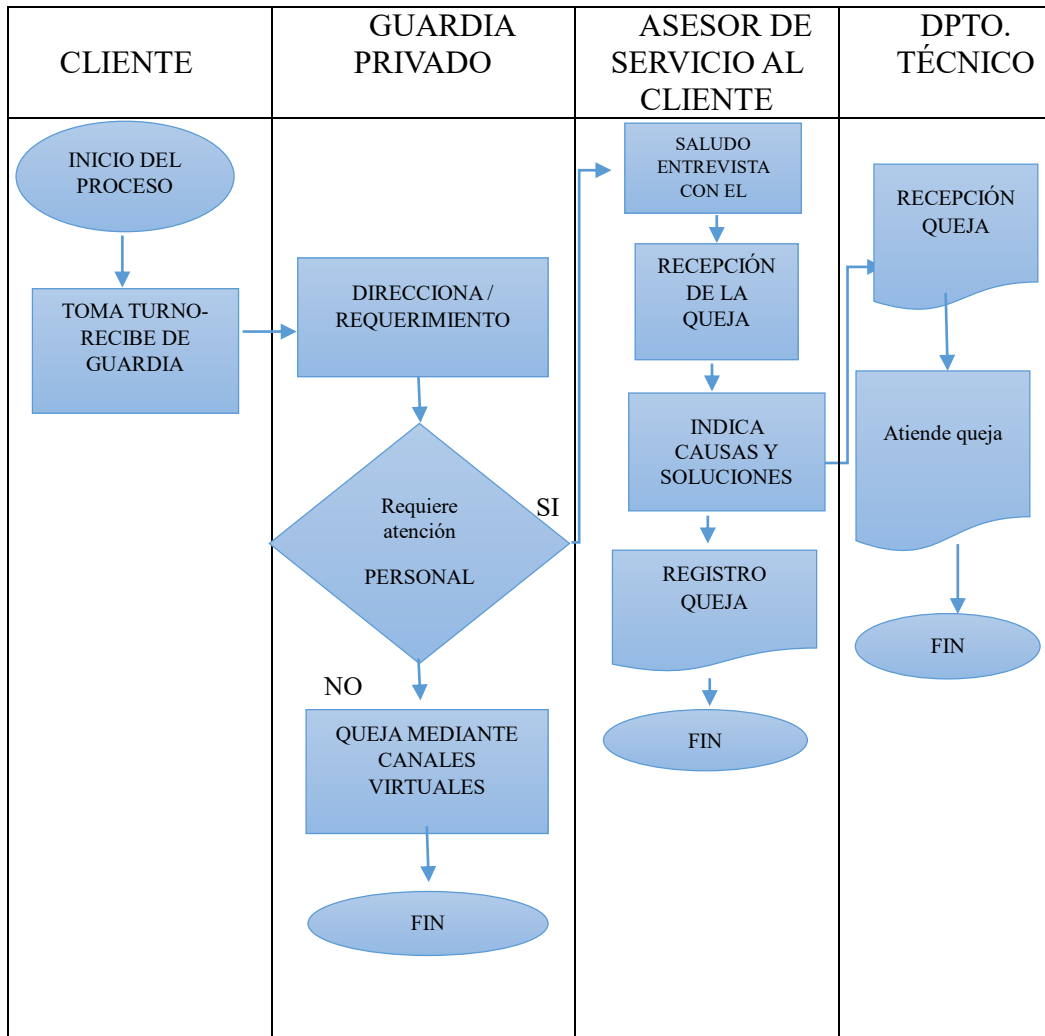 CLIENTE
GUARDIA
PRIVADO
ASESOR DE
SERVICIO AL
CLIENTE
DPTO.
TÉCNICO
INICIO DEL
PROCESO
TOMA TURNO-
RECIBE DE
GUARDIA
DIRECCIONA /
REQUERIMIENTO
Requiere
atención
PERSONAL
SI
NO
QUEJA MEDIANTE
CANALES
VIRTUALES
FIN
SALUDO
ENTREVISTA
CON EL
RECEPCIÓN
DE LA
QUEJA
INDICA
CAUSAS Y
SOLUCIONES
REGISTRO
QUEJA
FIN
RECEPCIÓN
QUEJA
Atiende queja
FIN